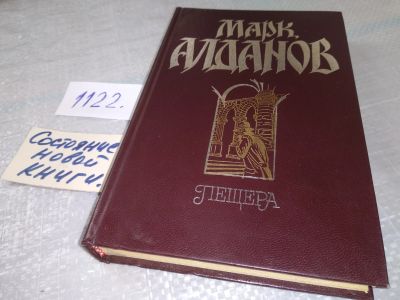 МАРК
АЛДАНОВ
ПЕЩЕРА
1122.
Состояние
новой
книги.